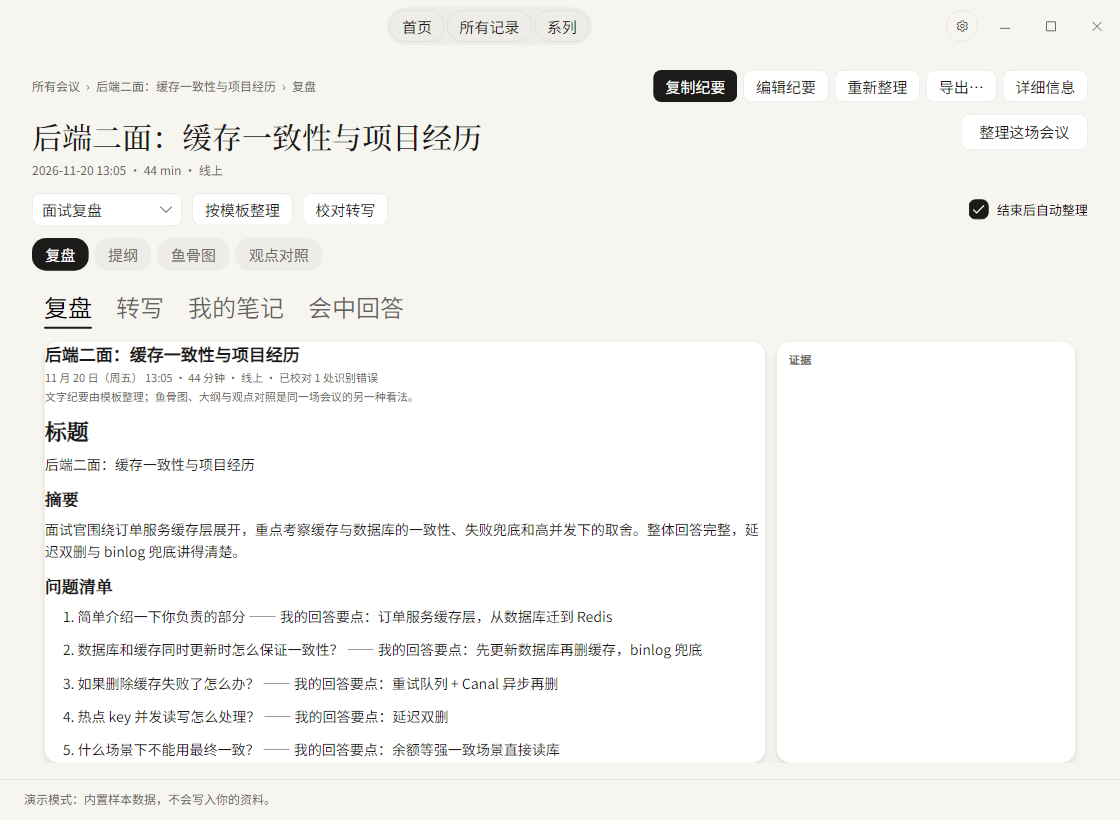 首页 所有记录 系列
所有会议 › 后端二面：缓存一致性与项目经历 › 复盘
复制纪要 编辑纪要 重新整理 导出… 详细信息
后端二面：缓存一致性与项目经历
整理这场会议
2026-11-20 13:05 · 44 min · 线上
面试复盘 按模板整理 校对转写
结束后自动整理
复盘 提纲 鱼骨图 观点对照
复盘 转写 我的笔记 会中回答
后端二面：缓存一致性与项目经历
11 月 20 日（周五） 13:05 · 44 分钟 · 线上 · 已校对 1 处识别错误
文字纪要由模板整理；鱼骨图、大纲与观点对照是同一场会议的另一种看法。
标题
后端二面：缓存一致性与项目经历
摘要
面试官围绕订单服务缓存层展开，重点考察缓存与数据库的一致性、失败兜底和高并发下的取舍。整体回答完整，延
迟双删与 binlog 兜底讲得清楚。
问题清单
1. 简单介绍一下你负责的部分 —— 我的回答要点：订单服务缓存层，从数据库迁到 Redis
2. 数据库和缓存同时更新时怎么保证一致性？ —— 我的回答要点：先更新数据库再删缓存，binlog 兜底
3. 如果删除缓存失败了怎么办？ —— 我的回答要点：重试队列 + Canal 异步再删
4. 热点 key 并发读写怎么处理？ —— 我的回答要点：延迟双删
5. 什么场景下不能用最终一致？ —— 我的回答要点：余额等强一致场景直接读库
证据
演示模式：内置样本数据，不会写入你的资料。